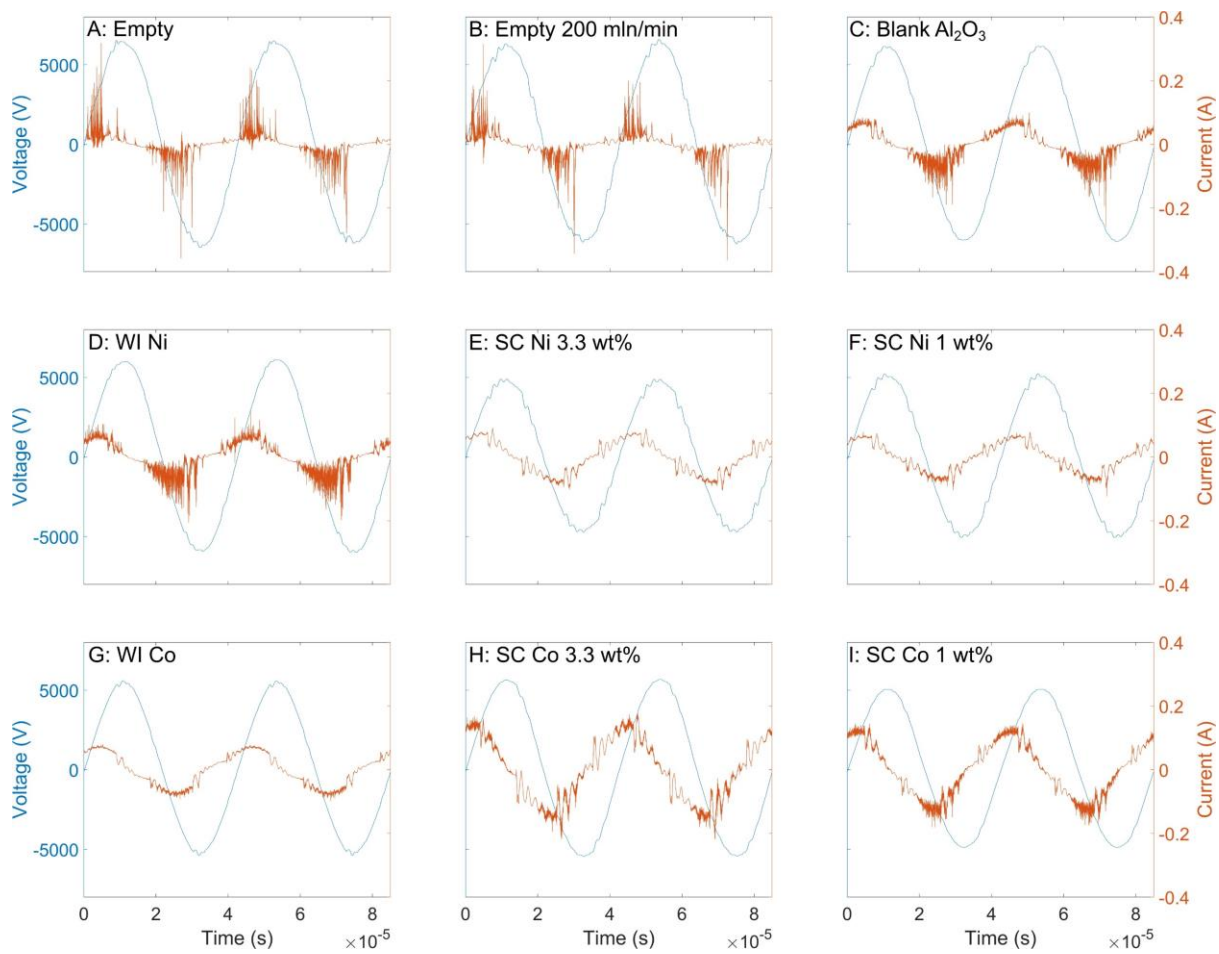 A: Empty
B: Empty 200 mln/min
C: Blank Al₂O₃
Voltage (V)
5000
0
-5000
0.4
0.2
0
-0.2
-0.4
Current (A)
D: WI Ni
E: SC Ni 3.3 wt%
F: SC Ni 1 wt%
Voltage (V)
5000
0
-5000
0.4
0.2
0
-0.2
-0.4
Current (A)
G: WI Co
H: SC Co 3.3 wt%
I: SC Co 1 wt%
Voltage (V)
5000
0
-5000
0.4
0.2
0
-0.2
-0.4
Current (A)
0 2 4 6 8
Time (s)
×10⁻⁵
0 2 4 6 8
Time (s)
×10⁻⁵
0 2 4 6 8
Time (s)
×10⁻⁵